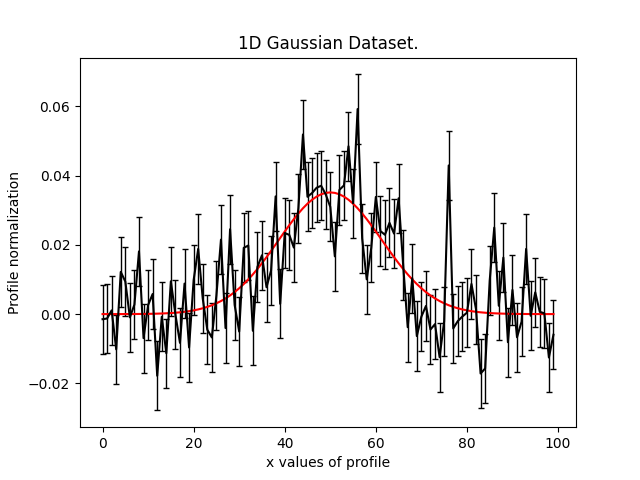 1D Gaussian Dataset.
Profile normalization
0.06
0.04
0.02
0.00
−0.02
0 20 40 60 80 100
x values of profile